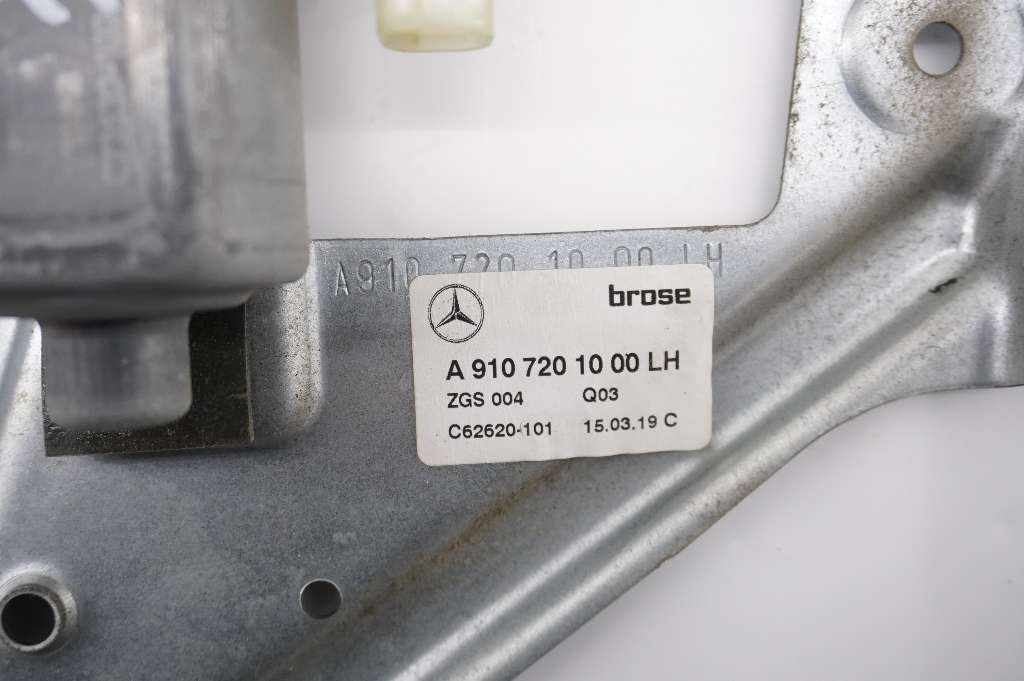 A910 720 10 00 LH
brose
A 910 720 10 00 LH
ZGS 004 Q03
C62620-101 15.03.19 C